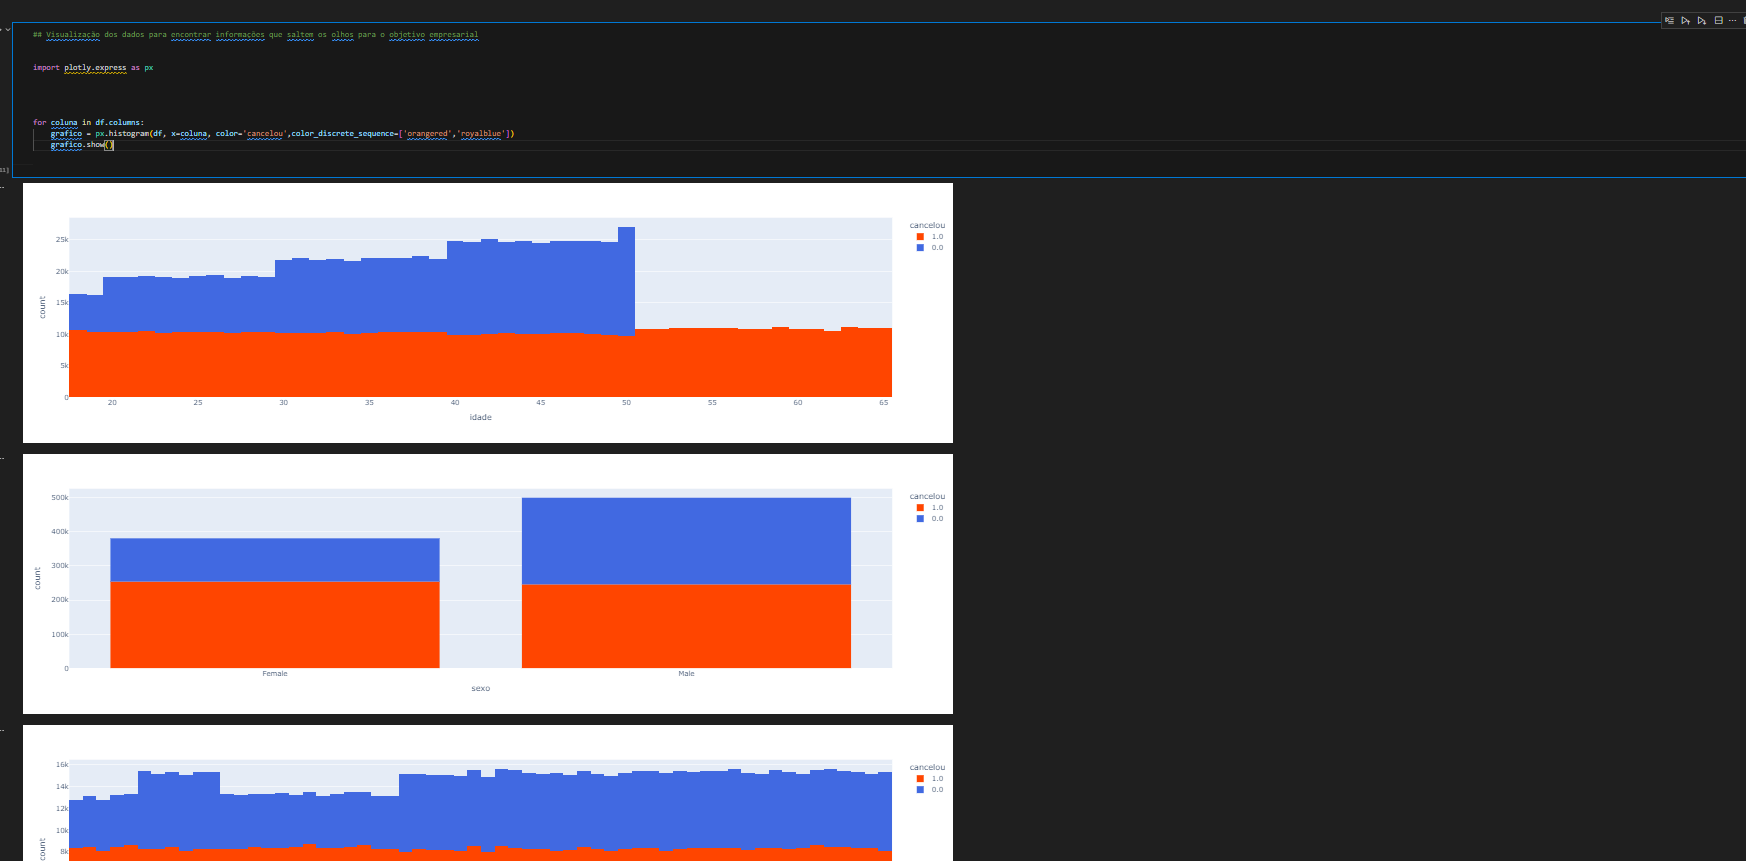 ## Visualização dos dados para encontrar informações que saltem os olhos para o objetivo empresarial
import plotly.express as px
for coluna in df.columns:
grafico = px.histogram(df, x=coluna, color='cancelou',color_discrete_sequence=['orangered','royalblue'])
grafico.show()
11]
25k
20k
15k
10k
5k
0
count
20 25 30 35 40 45 50 55 60 65
idade
cancelou
1.0
0.0
500k
400k
300k
200k
100k
0
count
Female Male
sexo
cancelou
1.0
0.0
16k
14k
12k
10k
8k
count
cancelou
1.0
0.0